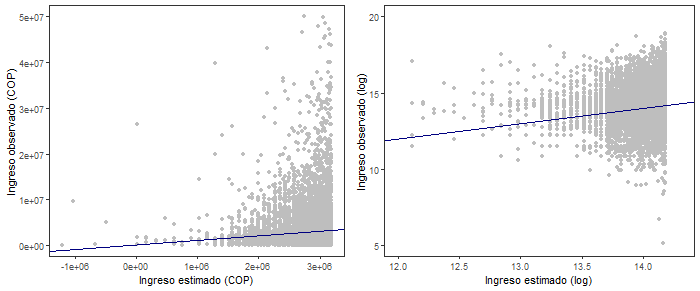 5e+07
4e+07
3e+07
2e+07
1e+07
0e+00
Ingreso observado (COP)
-1e+06 0e+00 1e+06 2e+06 3e+06
Ingreso estimado (COP)
20
15
10
5
Ingreso observado (log)
12.0 12.5 13.0 13.5 14.0
Ingreso estimado (log)